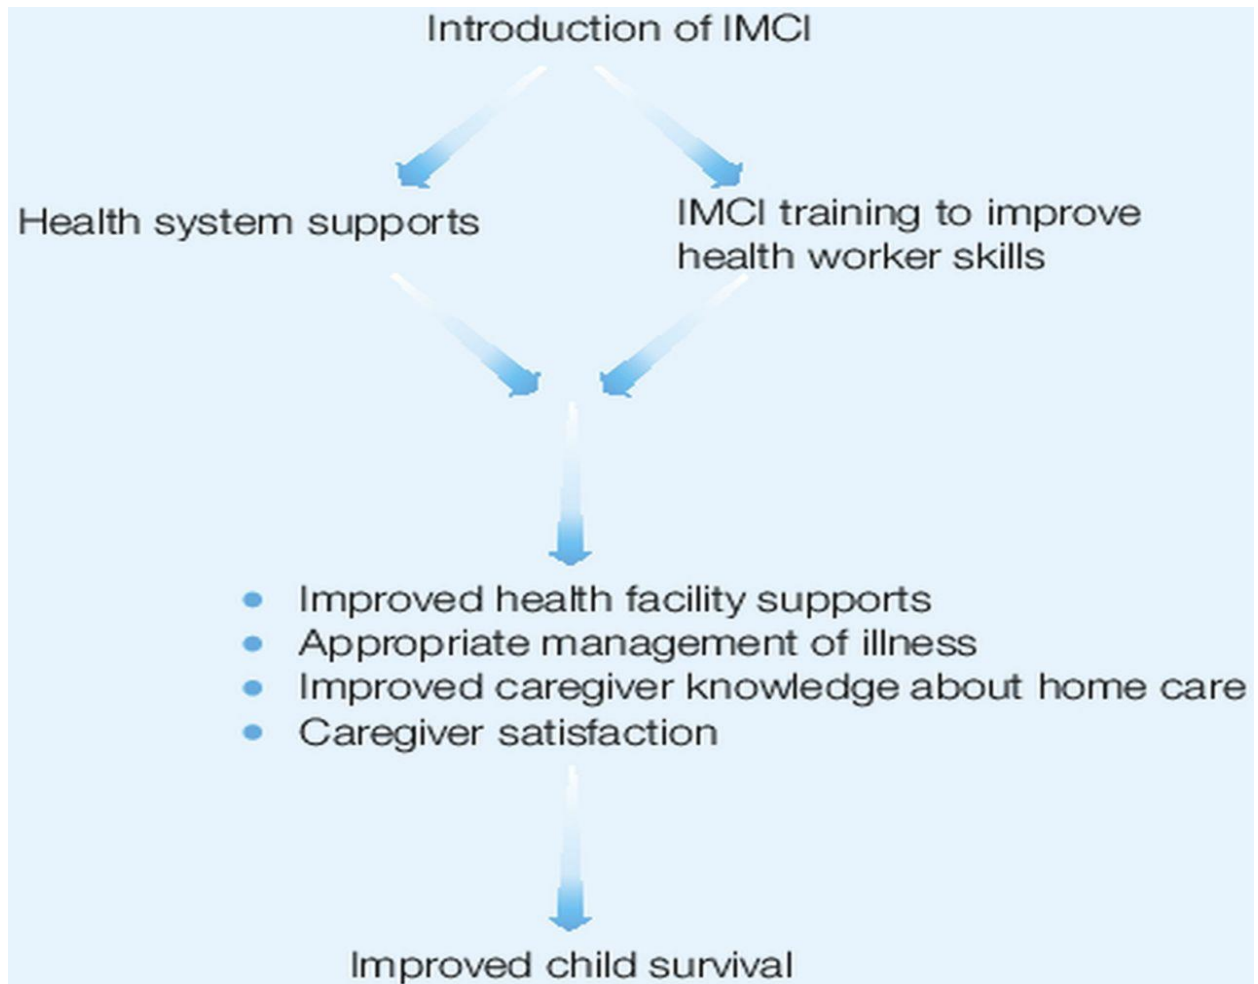 Introduction of IMCI
Health system supports
IMCI training to improve
health worker skills
• Improved health facility supports
• Appropriate management of illness
• Improved caregiver knowledge about home care
• Caregiver satisfaction
Improved child survival